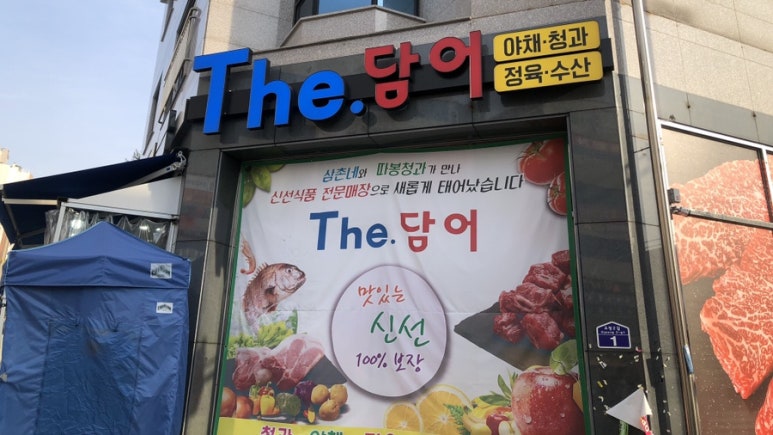 The.담어
야채·청과
정육·수산
삼촌네와 따봉청과가 만나
신선식품 전문매장으로 새롭게 태어났습니다
The.담어
맛있는
신선
100% 보장
1